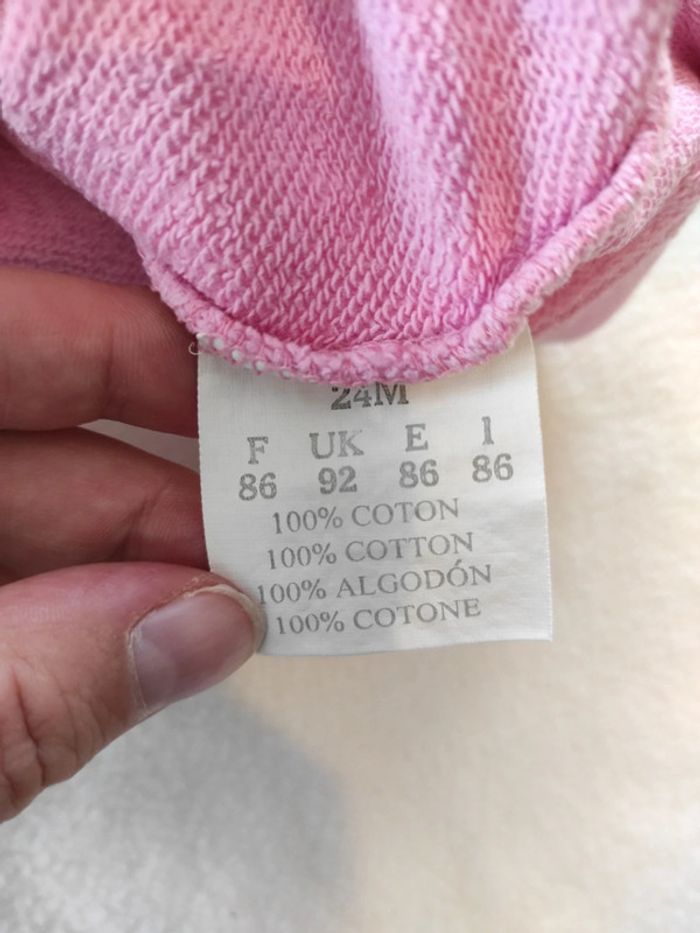 24M
F UK E I
86 92 86 86
100% COTON
100% COTTON
100% ALGODÓN
100% COTONE